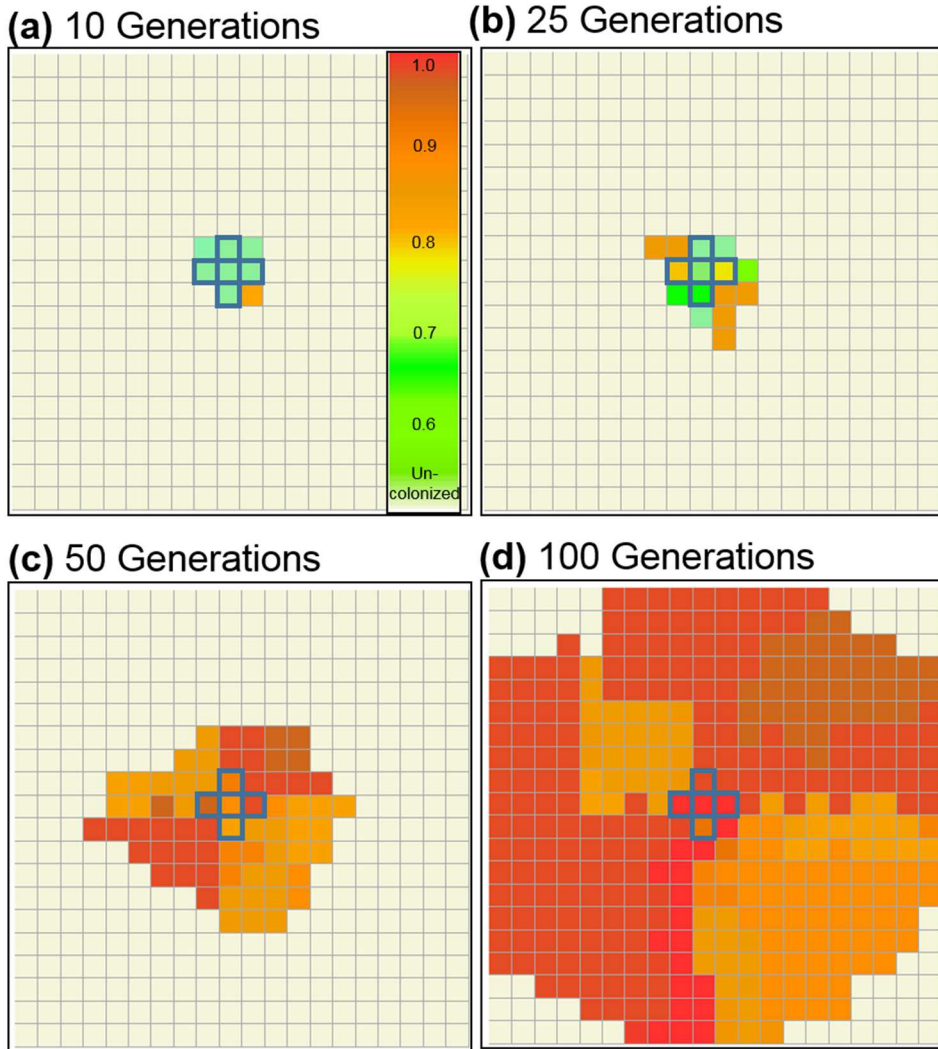 (a) 10 Generations
(b) 25 Generations
1.0
0.9
0.8
0.7
0.6
Un-
colonized
(c) 50 Generations
(d) 100 Generations